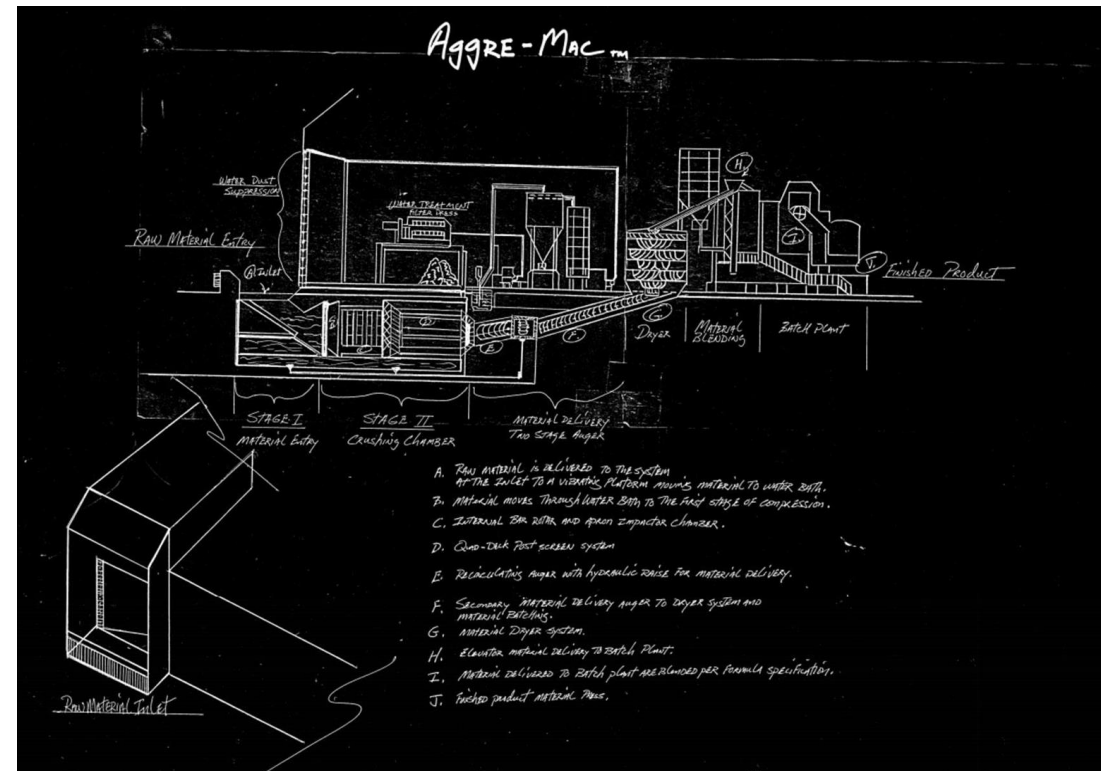 AGGRE-MAC TM
WATER DUST
SUPPRESSION
WATER TREATMENT
FILTER PRESS
RAW MATERIAL ENTRY
A INLET
H
I
J
FINISHED PRODUCT
B
C
D
E
F
G
DRYER
MATERIAL
BLENDING
BATCH PLANT
STAGE-I
MATERIAL ENTRY
STAGE II
CRUSHING CHAMBER
MATERIAL DELIVERY
TWO STAGE AUGER
A. RAW MATERIAL IS DELIVERED TO THE SYSTEM
AT THE INLET TO A VIBRATING PLATFORM MOVING MATERIAL TO WATER BATH.
B. MATERIAL MOVES THROUGH WATER BATH TO THE FIRST STAGE OF COMPRESSION.
C. INTERNAL BAR ROTAR AND APRON IMPACTOR CHAMBER.
D. QUAD-DECK POST SCREEN SYSTEM
E. RECIRCULATING AUGER WITH HYDRAULIC RAISE FOR MATERIAL DELIVERY.
F. SECONDARY MATERIAL DELIVERY AUGER TO DRYER SYSTEM AND
MATERIAL BATCHING.
G. MATERIAL DRYER SYSTEM.
H. ELEVATOR MATERIAL DELIVERY TO BATCH PLANT.
I. MATERIAL DELIVERED TO BATCH PLANT ARE BLENDED PER FORMULA SPECIFICATION.
J. FINISHED PRODUCT MATERIAL
RAW MATERIAL INLET